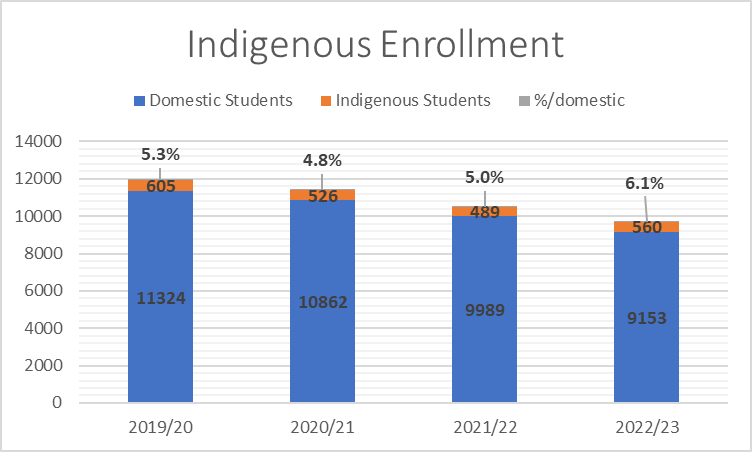 Indigenous Enrollment
Domestic Students Indigenous Students %/domestic
14000
12000
10000
8000
6000
4000
2000
0
5.3% 4.8% 5.0% 6.1%
605 526 489 560
11324 10862 9989 9153
2019/20 2020/21 2021/22 2022/23